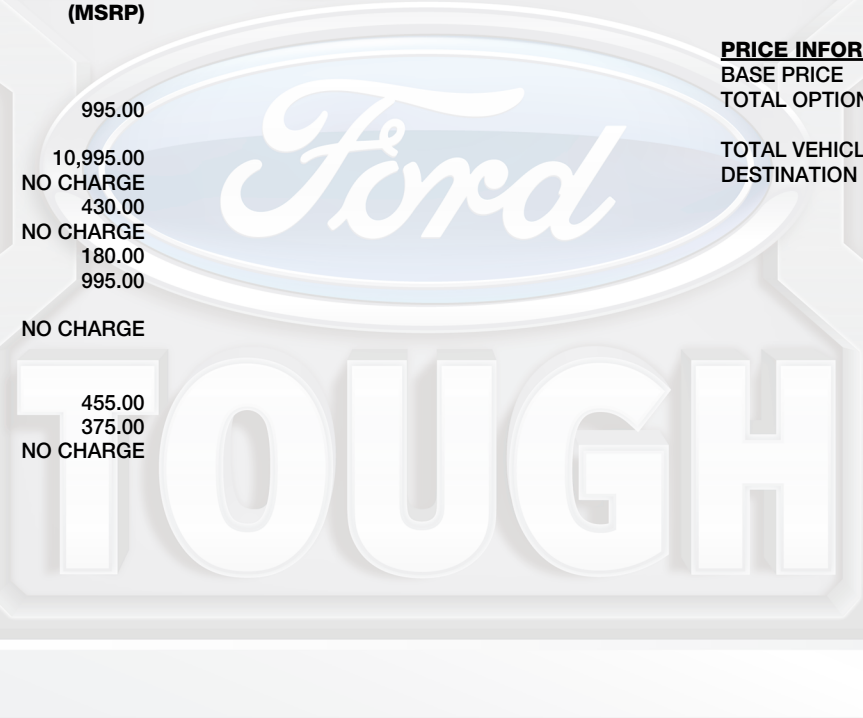 (MSRP)
995.00
10,995.00
NO CHARGE
430.00
NO CHARGE
180.00
995.00
NO CHARGE
455.00
375.00
NO CHARGE
PRICE INFOR
BASE PRICE
TOTAL OPTION
TOTAL VEHICL
DESTINATION
Ford
TOUGH